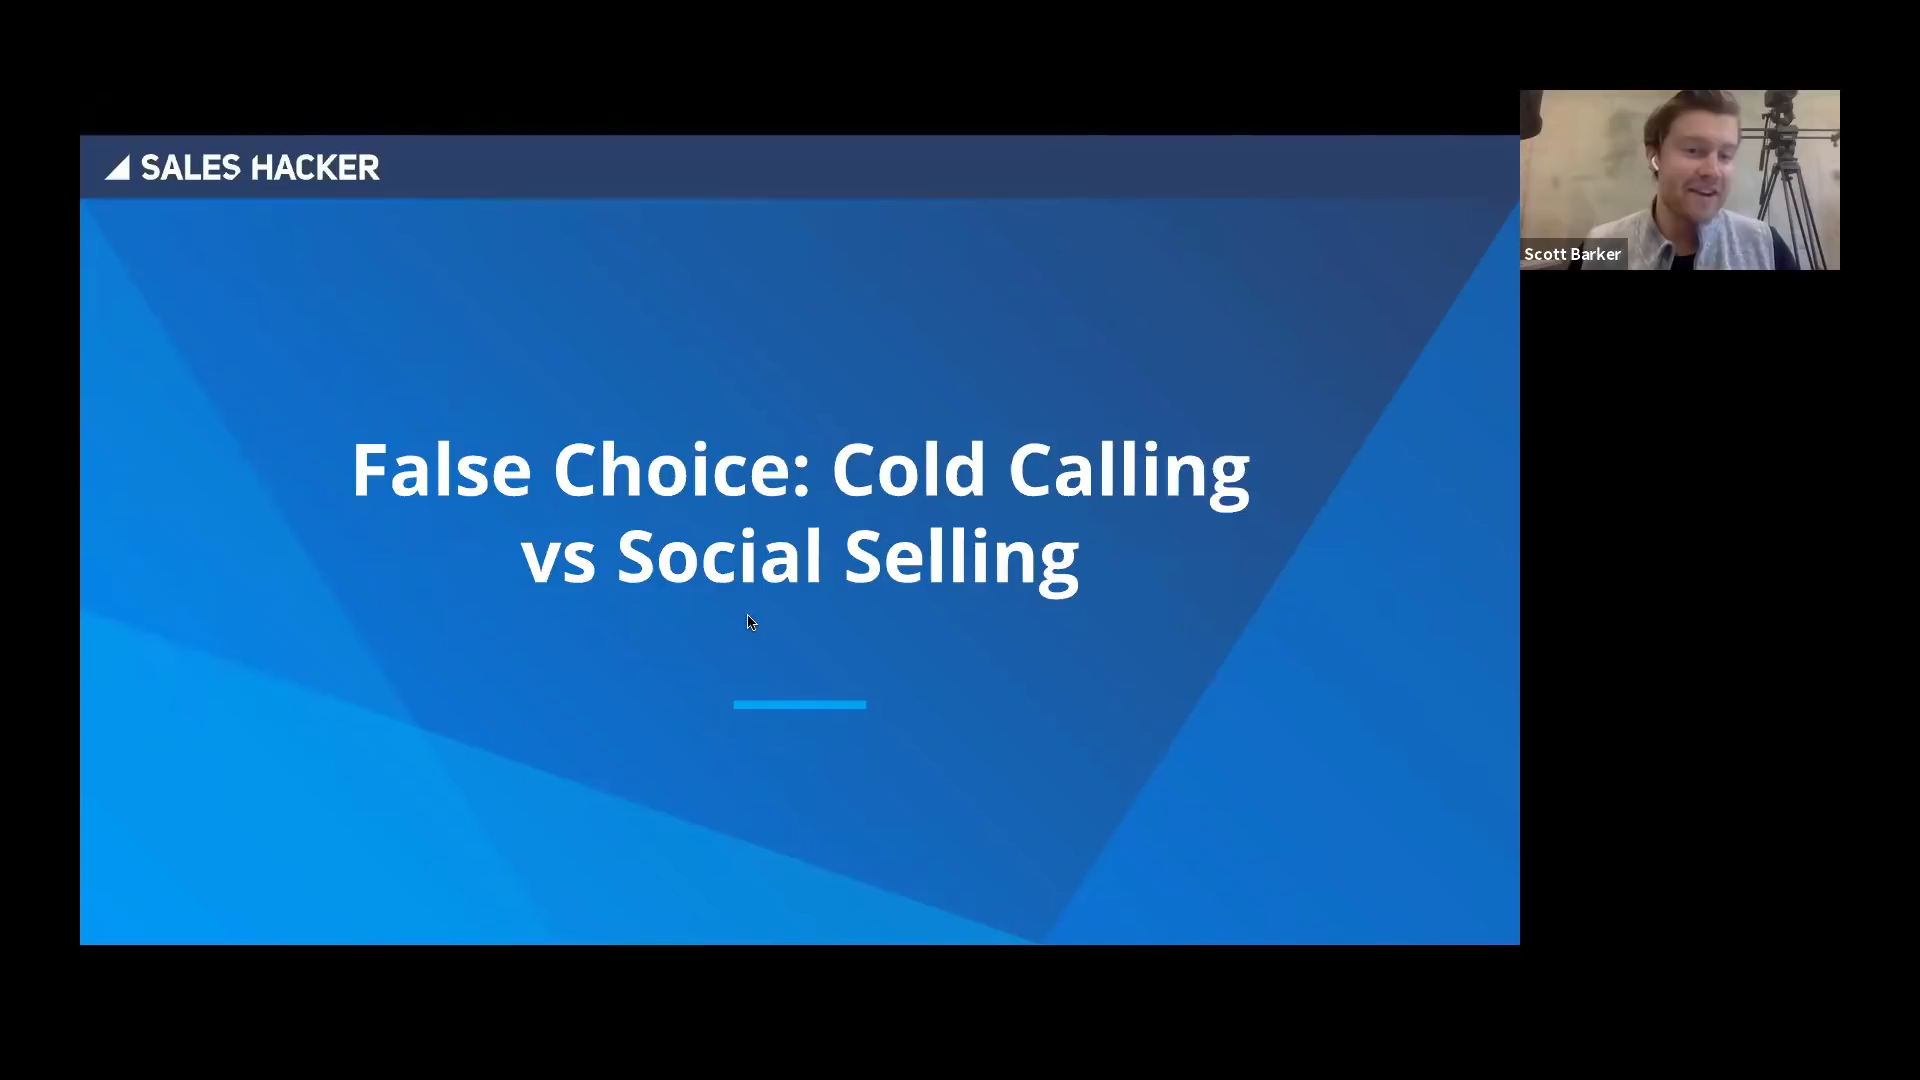 SALES HACKER
False Choice: Cold Calling
vs Social Selling
Scott Barker